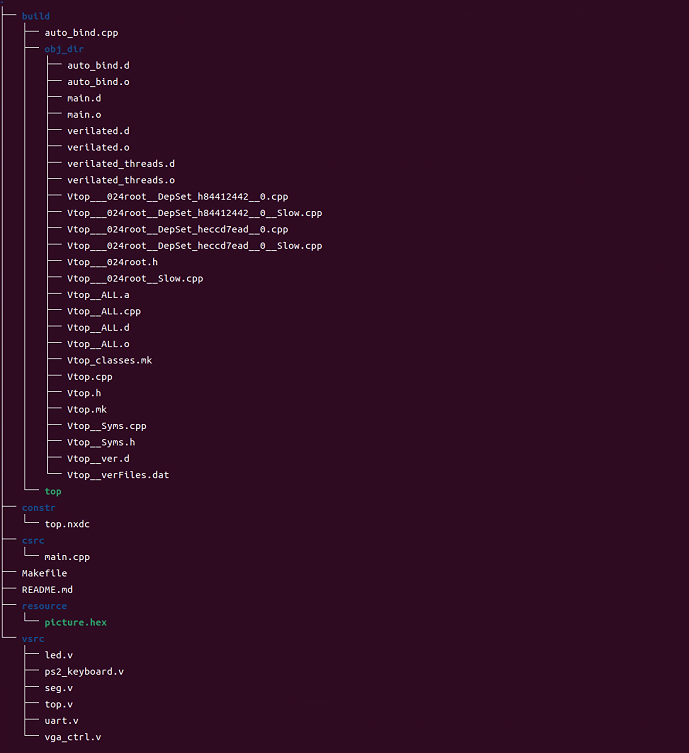 .
build
auto_bind.cpp
obj_dir
auto_bind.d
auto_bind.o
main.d
main.o
verilated.d
verilated.o
verilated_threads.d
verilated_threads.o
Vtop___024root__DepSet_h84412442__0.cpp
Vtop___024root__DepSet_h84412442__0__Slow.cpp
Vtop___024root__DepSet_heccd7ead__0.cpp
Vtop___024root__DepSet_heccd7ead__0__Slow.cpp
Vtop___024root.h
Vtop___024root__Slow.cpp
Vtop__ALL.a
Vtop__ALL.cpp
Vtop__ALL.d
Vtop__ALL.o
Vtop_classes.mk
Vtop.cpp
Vtop.h
Vtop.mk
Vtop__Syms.cpp
Vtop__Syms.h
Vtop__ver.d
Vtop__verFiles.dat
top
constr
top.nxdc
csrc
main.cpp
Makefile
README.md
resource
picture.hex
vsrc
led.v
ps2_keyboard.v
seg.v
top.v
uart.v
vga_ctrl.v